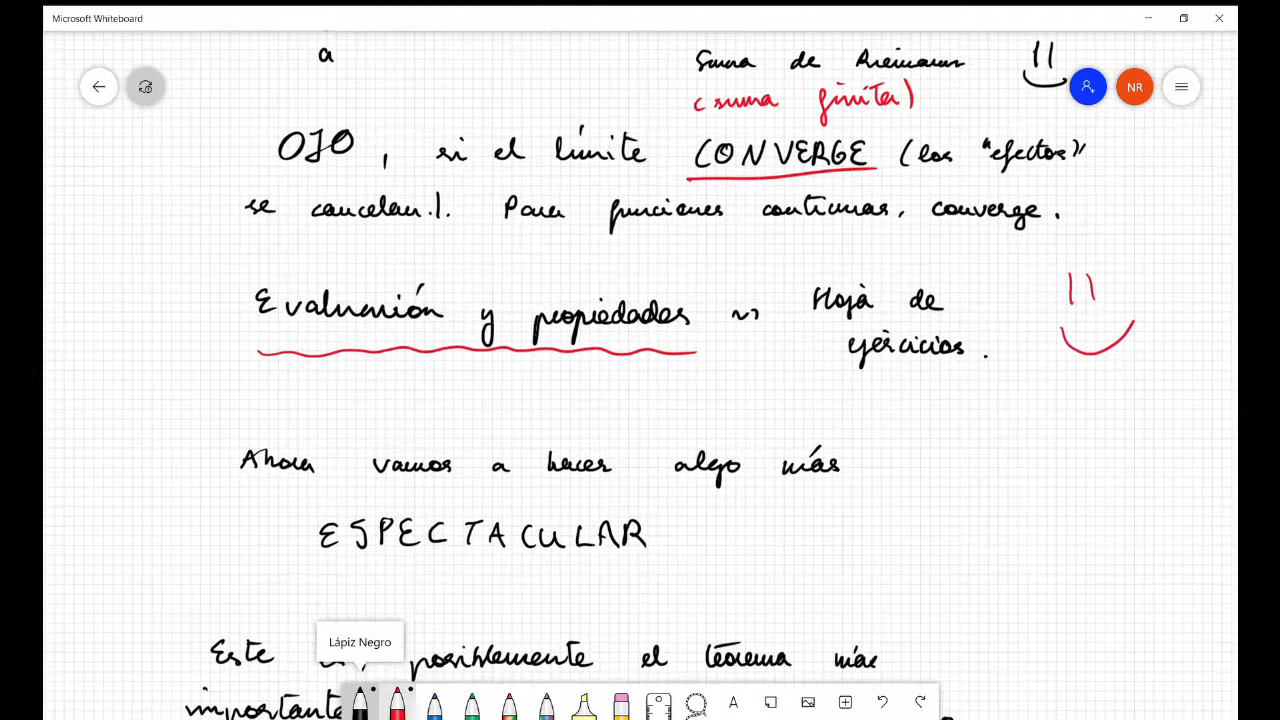 Microsoft Whiteboard
a
Suma de Riemann
NR
(suma finita)
OJO, si el límite CONVERGE (los "efectos"
se cancelan!). Para funciones continuas, converge.
Evaluación y propiedades ~> Hoja de
ejercicios.
Ahora vamos a hacer algo más
ESPECTACULAR
Lápiz Negro
Este posiblemente el teorema más
importante
A